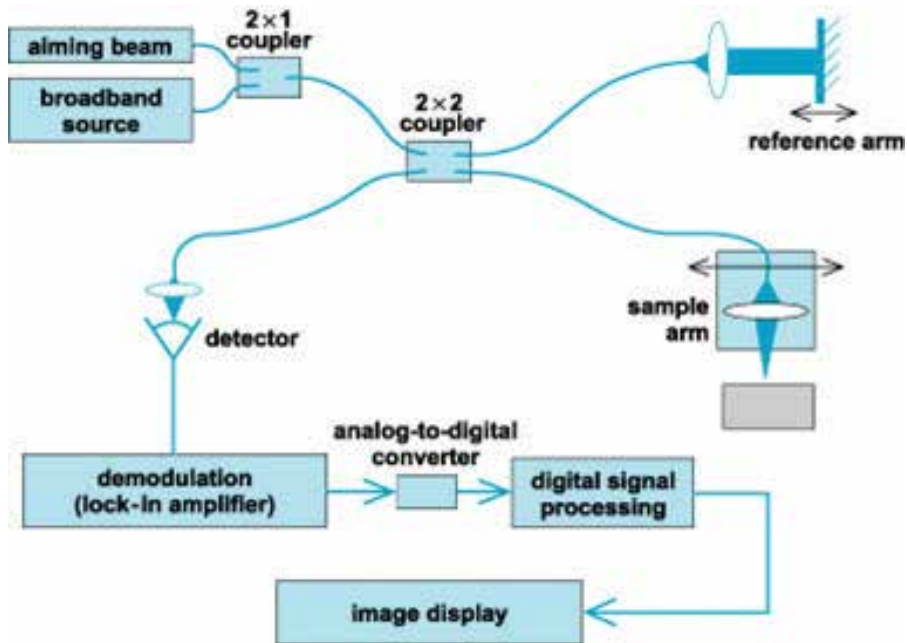 2×1
coupler
aiming beam
broadband
source
2×2
coupler
reference arm
sample
arm
detector
analog-to-digital
converter
demodulation
(lock-in amplifier)
digital signal
processing
image display